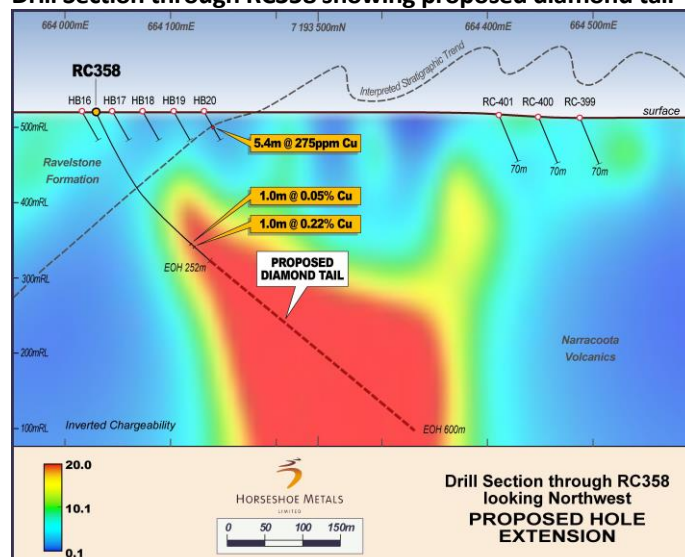 Drill Section through RC358 showing proposed diamond tail
664 000mE
664 100mE
7 193 500mN
664 400mE
664 500mE
Interpreted Stratigraphic Trend
RC358
HB16
HB17
HB18
HB19
HB20
RC-401
RC-400
RC-399
surface
500mRL
5.4m @ 275ppm Cu
Ravelstone
Formation
70m
70m
70m
400mRL
1.0m @ 0.05% Cu
1.0m @ 0.22% Cu
EOH 252m
PROPOSED
DIAMOND TAIL
300mRL
200mRL
Narracoota
Volcanics
100mRL
Inverted Chargeability
EOH 600m
20.0
10.1
0.1
HORSESHOE METALS
LIMITED
0 50 100 150m
Drill Section through RC358
looking Northwest
PROPOSED HOLE
EXTENSION